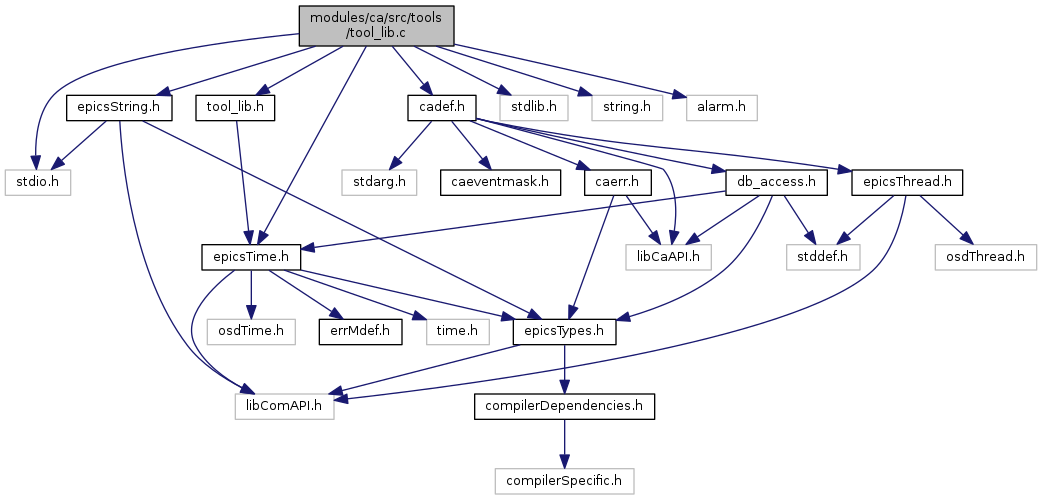 modules/ca/src/tools
/tool_lib.c
epicsString.h
tool_lib.h
cadef.h
stdlib.h
string.h
alarm.h
stdio.h
stdarg.h
caeventmask.h
caerr.h
db_access.h
epicsThread.h
epicsTime.h
libCaAPI.h
stddef.h
osdThread.h
osdTime.h
errMdef.h
time.h
epicsTypes.h
libComAPI.h
compilerDependencies.h
compilerSpecific.h